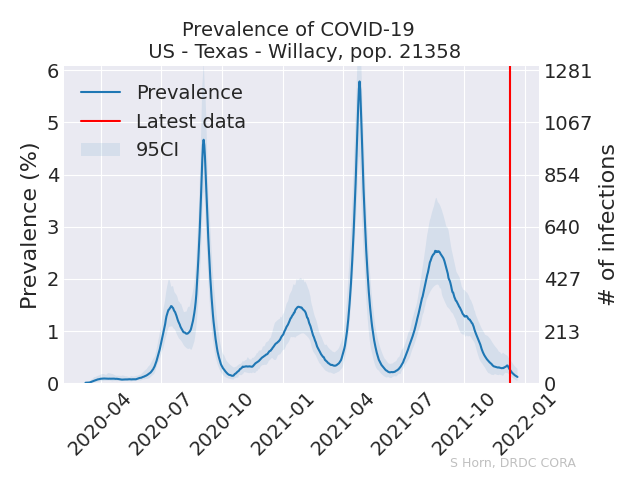 Prevalence of COVID-19
US - Texas - Willacy, pop. 21358
Prevalence
Latest data
95CI
Prevalence (%)
6
5
4
3
2
1
0
1281
1067
854
640
427
213
0
# of infections
2020-04
2020-07
2020-10
2021-01
2021-04
2021-07
2021-10
2022-01
S Horn, DRDC CORA